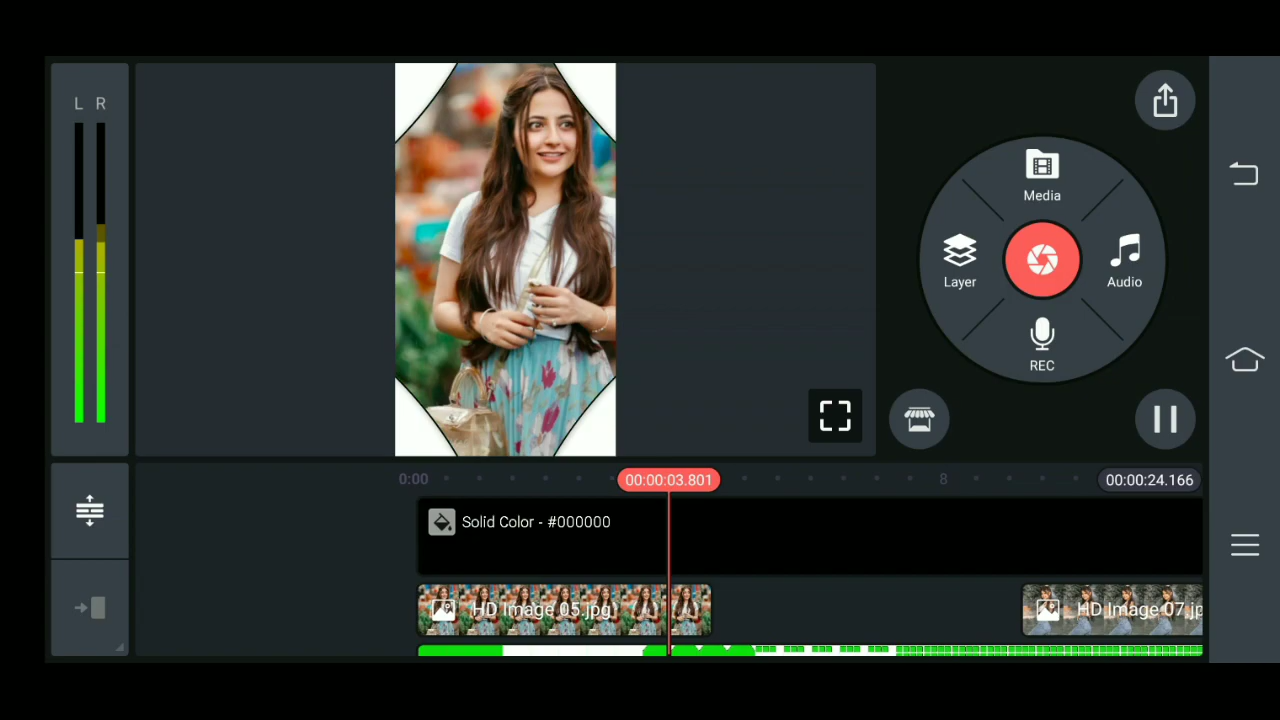 L R
Media
Layer
Audio
REC
0:00
00:00:03.801
8
00:00:24.166
Solid Color - #000000
HD Image 05.jpg
HD Image 07.jp